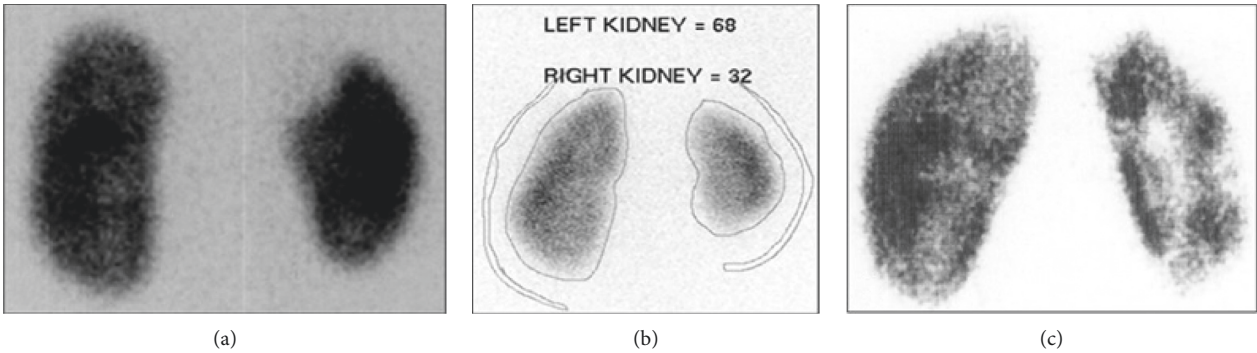 LEFT KIDNEY = 68
RIGHT KIDNEY = 32
(a)
(b)
(c)